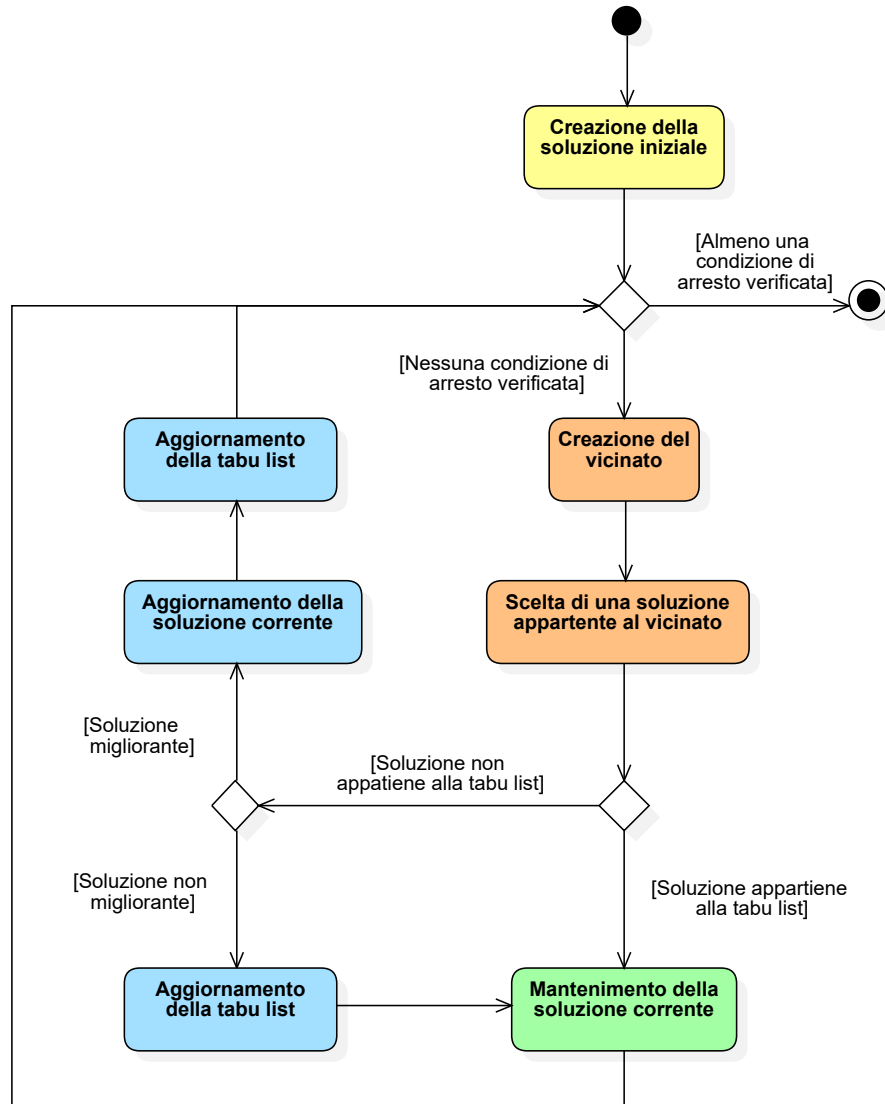 Creazione della
soluzione iniziale
[Almeno una
condizione di
arresto verificata]
[Nessuna condizione di
arresto verificata]
Aggiornamento
della tabu list
Creazione del
vicinato
Aggiornamento della
soluzione corrente
Scelta di una soluzione
appartente al vicinato
[Soluzione
migliorante]
[Soluzione non
appatiene alla tabu list]
[Soluzione non
migliorante]
[Soluzione appartiene
alla tabu list]
Aggiornamento
della tabu list
Mantenimento della
soluzione corrente